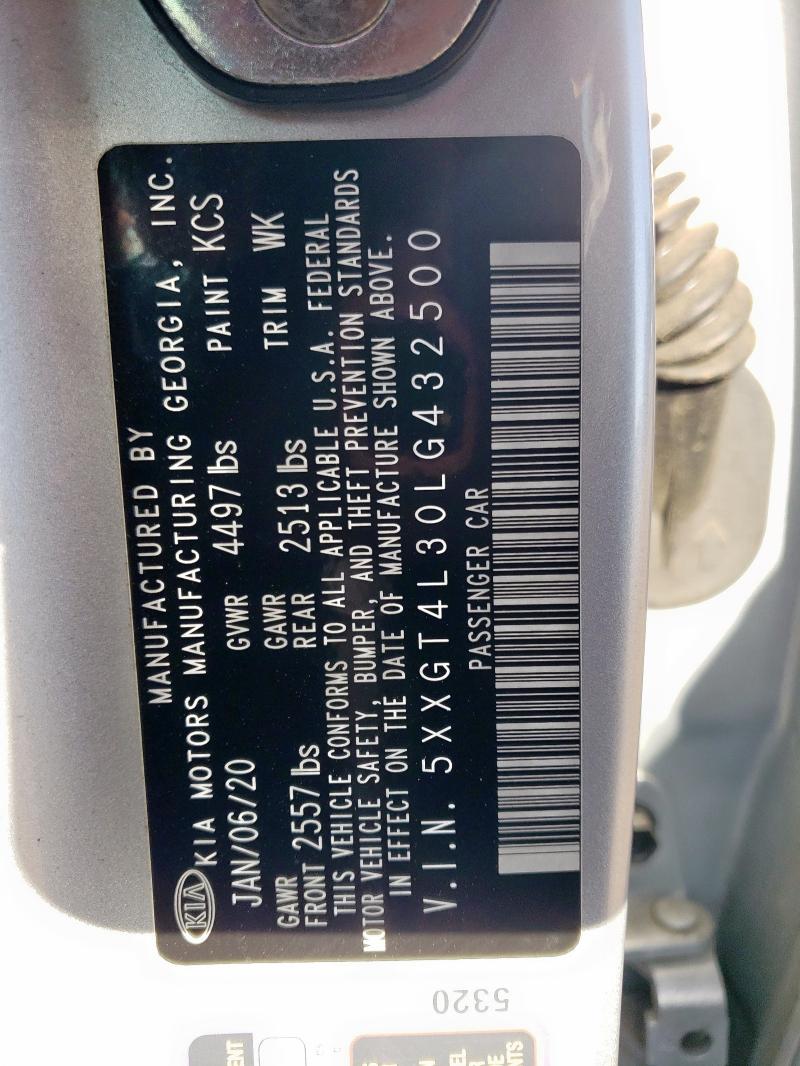 MANUFACTURED BY
KIA KIA MOTORS MANUFACTURING GEORGIA, INC.
JAN/06/20 GVWR 4497 lbs PAINT KCS
GAWR FRONT 2557 lbs GAWR REAR 2513 lbs TRIM WK
THIS VEHICLE CONFORMS TO ALL APPLICABLE U.S.A. FEDERAL
MOTOR VEHICLE SAFETY, BUMPER, AND THEFT PREVENTION STANDARDS
IN EFFECT ON THE DATE OF MANUFACTURE SHOWN ABOVE.
V.I.N. 5XXGT4L30LG432500
PASSENGER CAR
5320